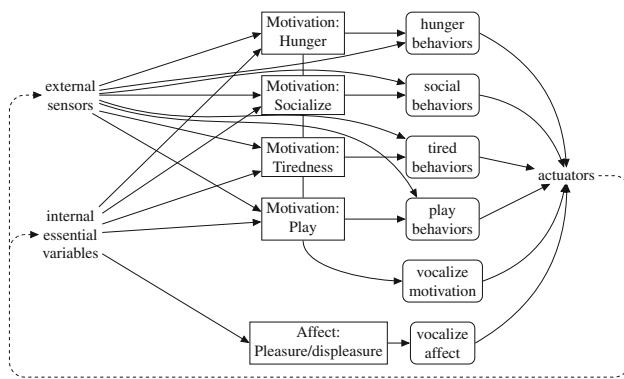 external
sensors
internal
essential
variables
Motivation:
Hunger
Motivation:
Socialize
Motivation:
Tiredness
Motivation:
Play
Affect:
Pleasure/displeasure
hunger
behaviors
social
behaviors
tired
behaviors
play
behaviors
vocalize
motivation
vocalize
affect
actuators